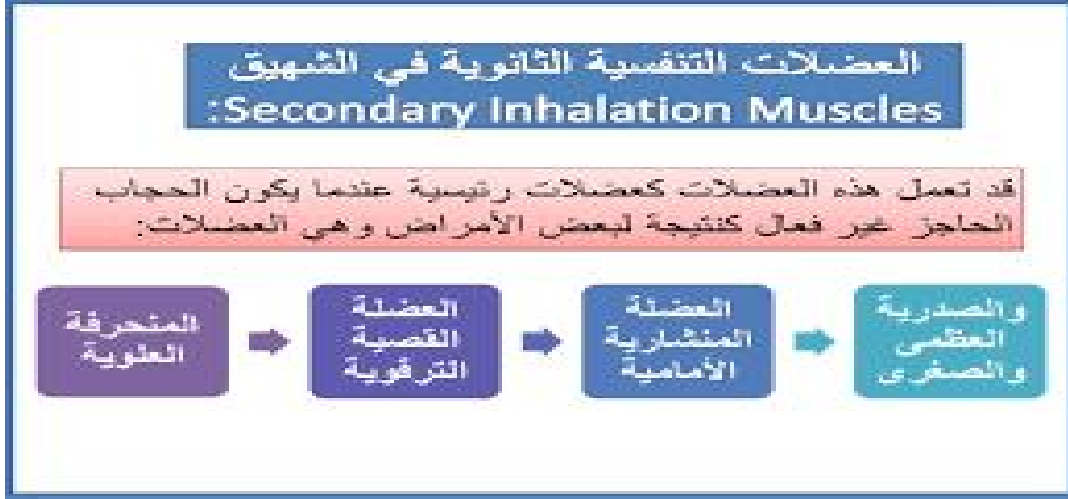 العضلات التنفسية الثانوية في الشهيق
Secondary Inhalation Muscles:
قد تعمل هذه العضلات كعضلات رئيسية عندما يكون الحجاب
الحاجز غير فعال كنتيجة لبعض الأمراض وهي العضلات:
المنحرفة
العلوية
العضلة
القصية
الترقوية
العضلة
المنشارية
الأمامية
والصدرية
العظمى
والصغرى